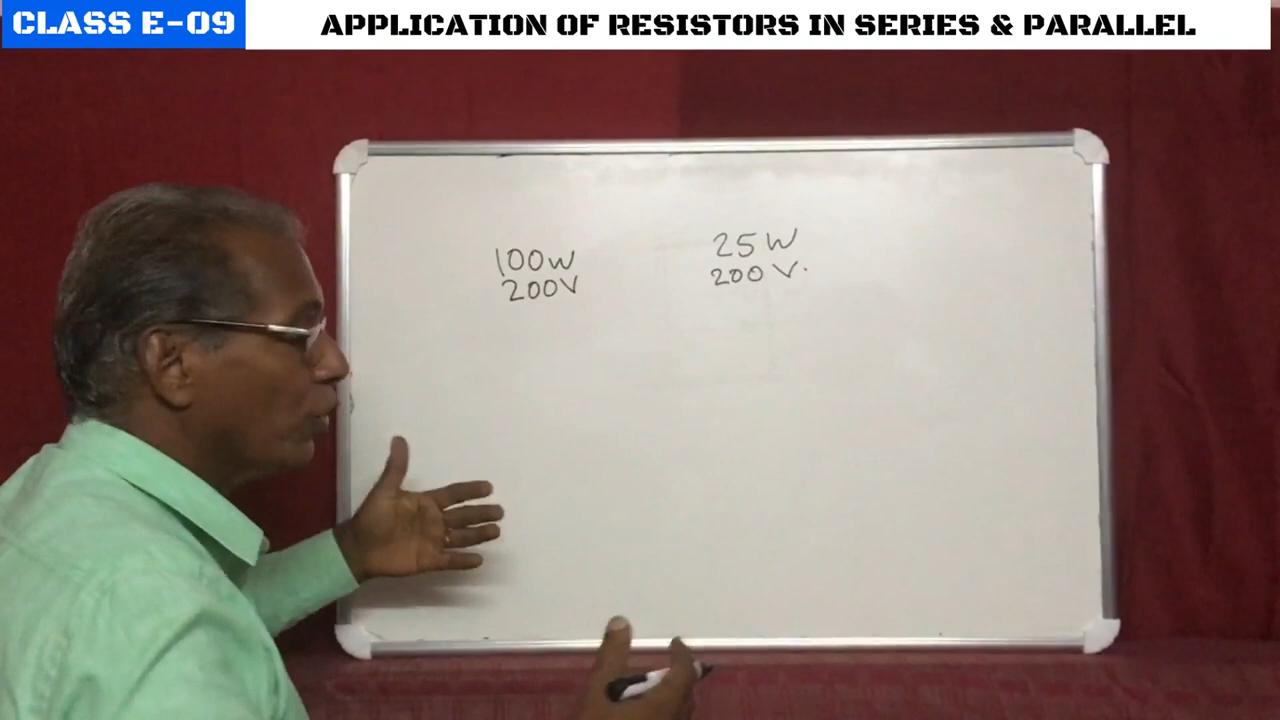 CLASS E-09
APPLICATION OF RESISTORS IN SERIES & PARALLEL
100W
200V
25W
200V.